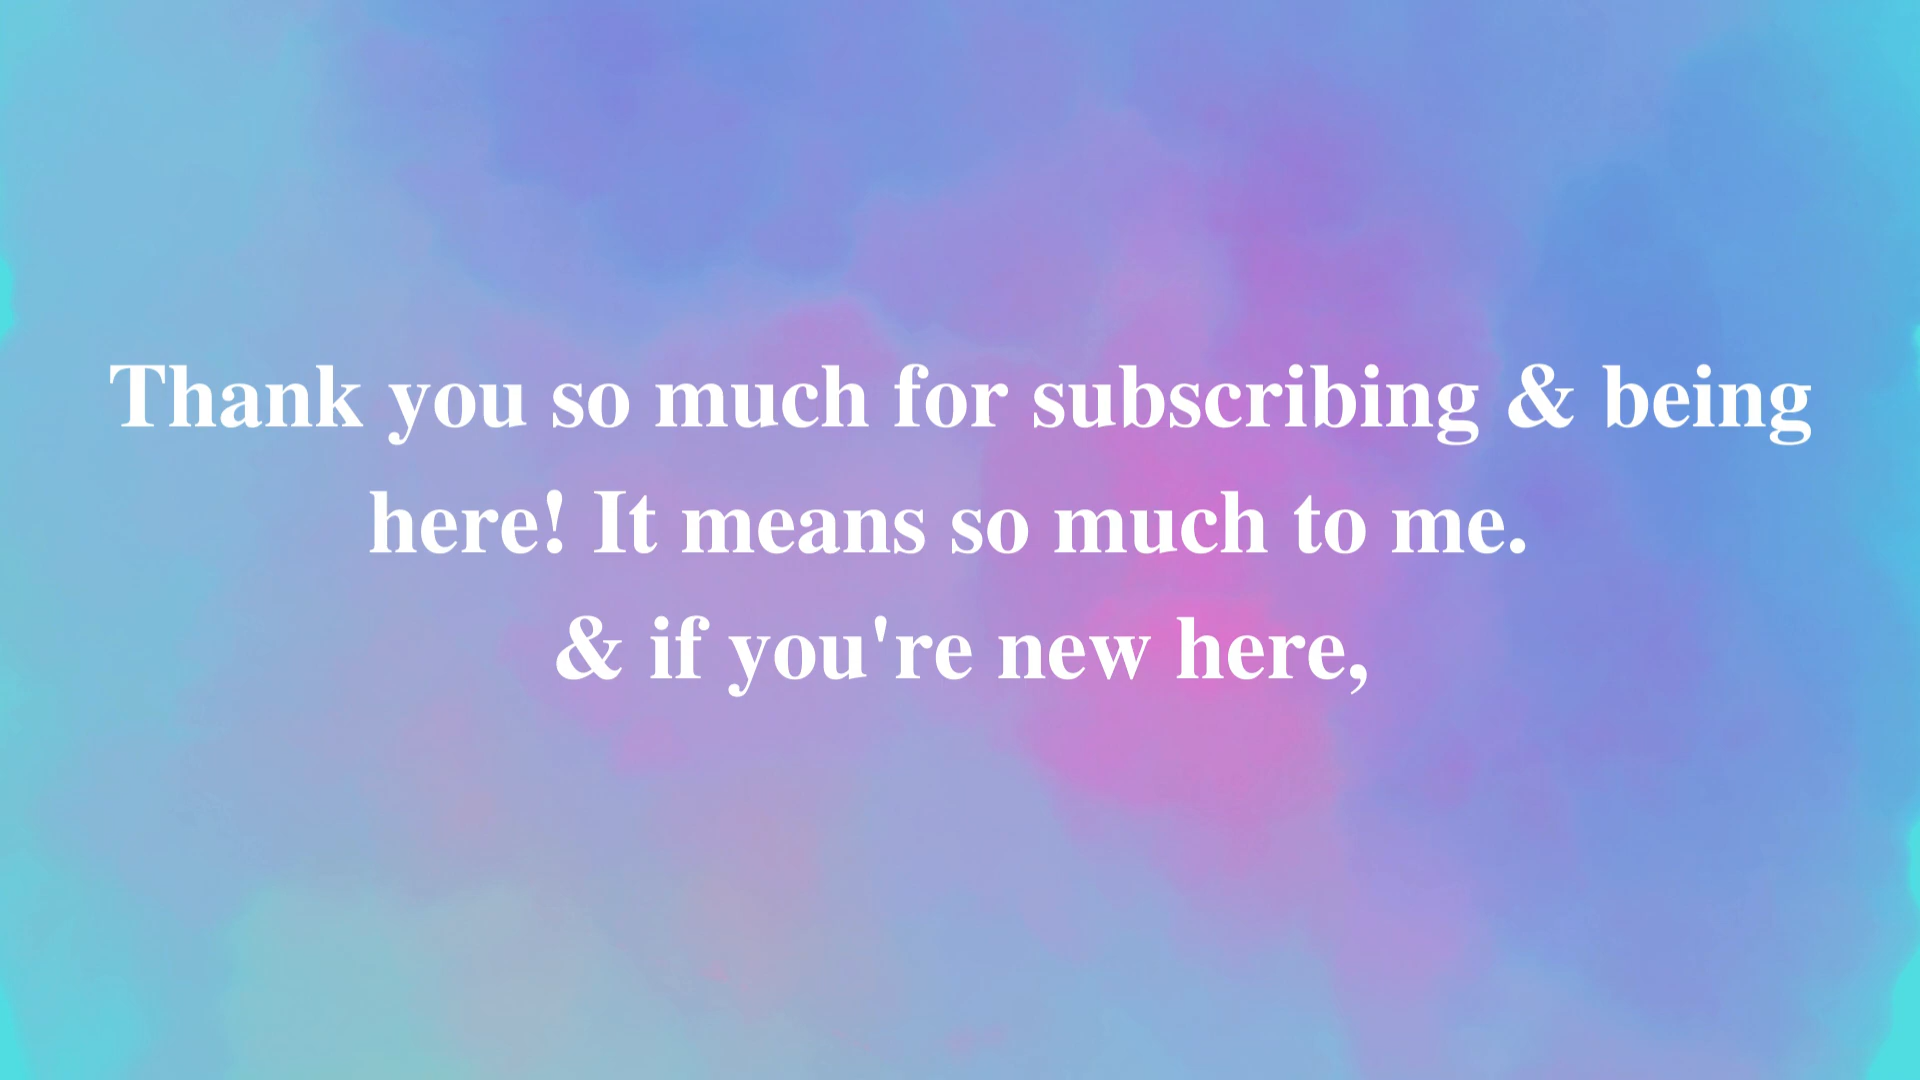 Thank you so much for subscribing & being
here! It means so much to me.
& if you're new here,